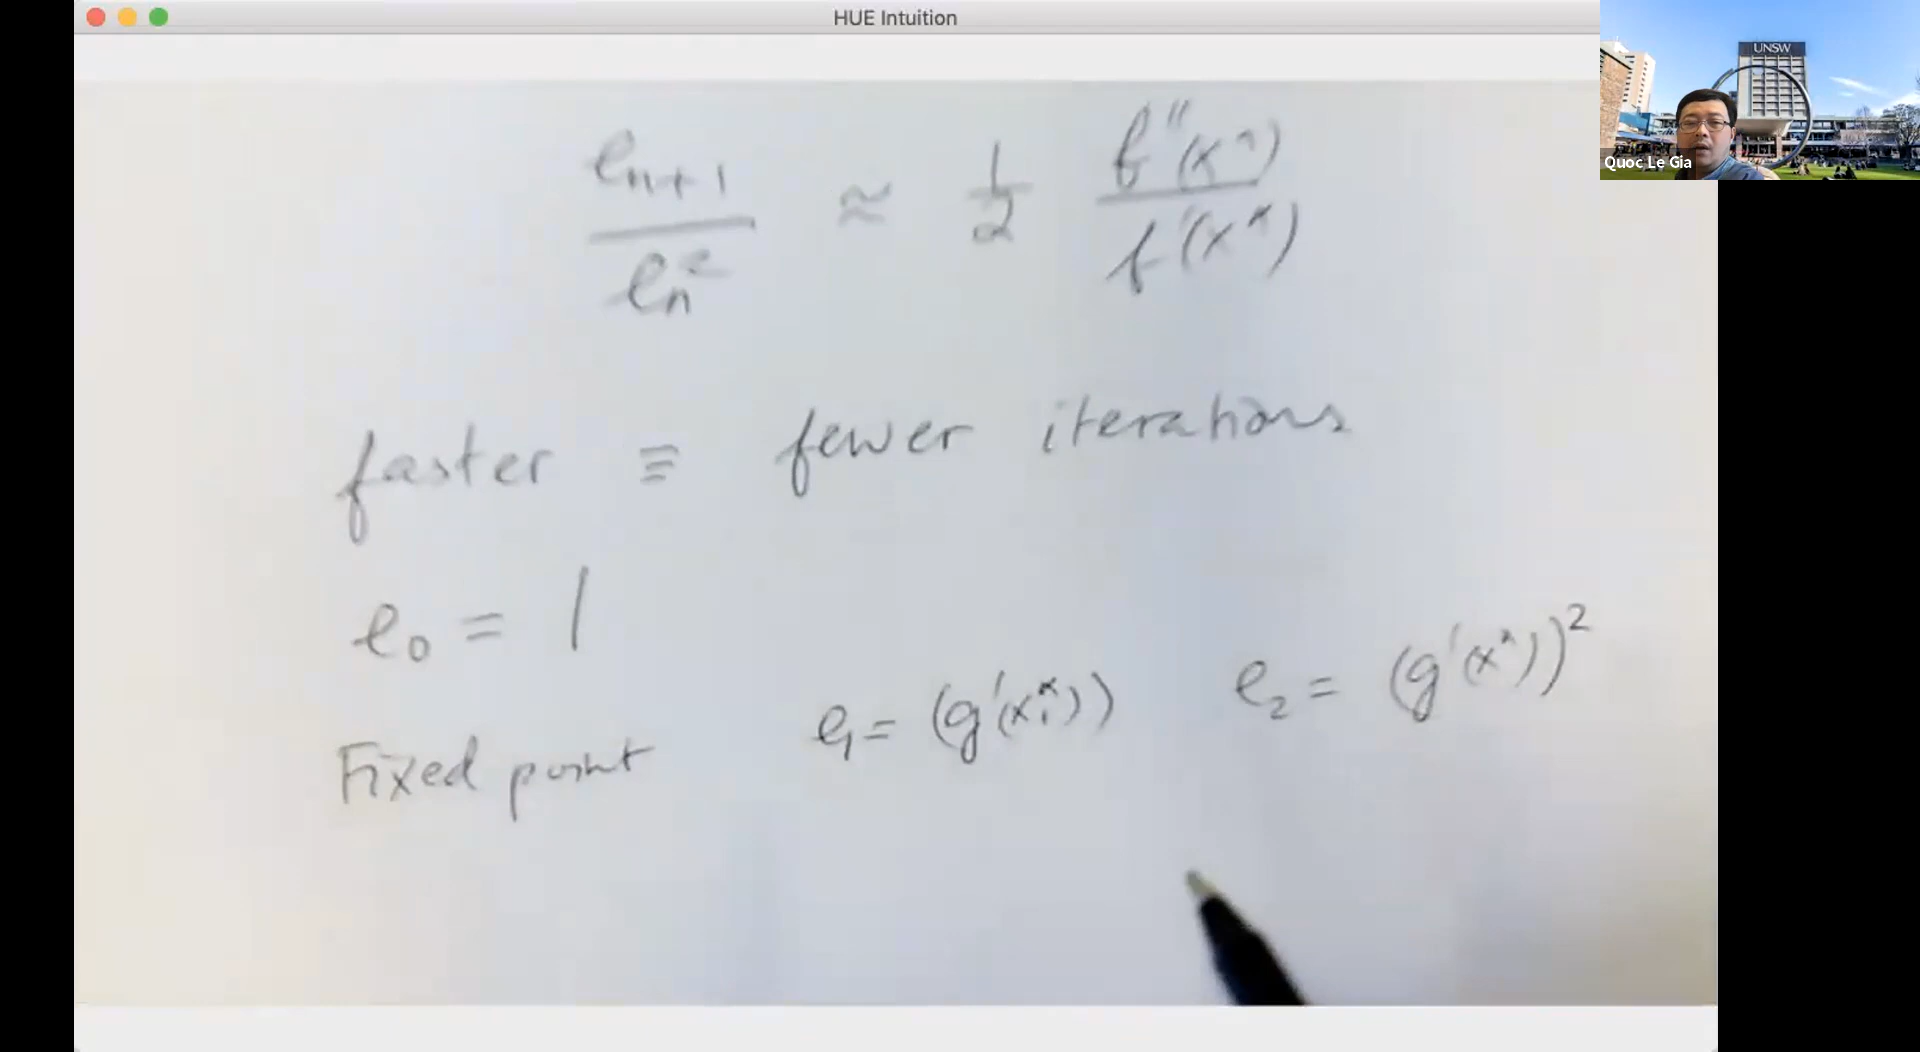 HUE Intuition
UNSW
Quoc Le Gia
e_{n+1} / e_n^2 ≈ 1/2 f''(x*) / f'(x*)
faster ≡ fewer iterations
e_0 = 1
Fixed point e_1 = (g'(x_1^*)) e_2 = (g'(x*))^2